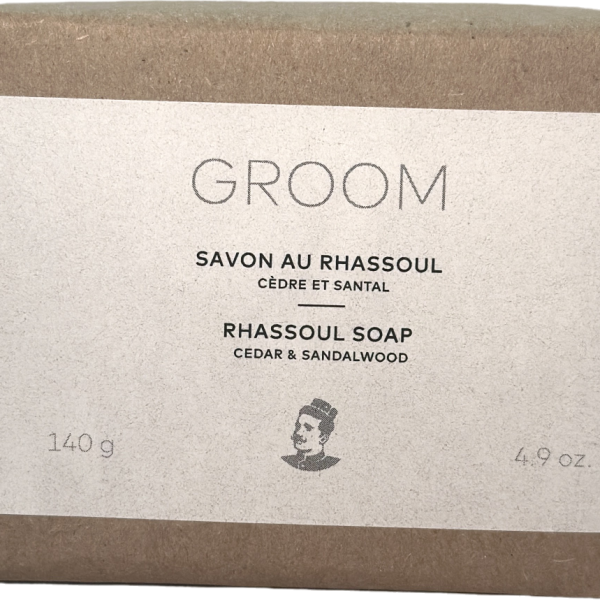 GROOM
SAVON AU RHASSOUL
CÈDRE ET SANTAL
RHASSOUL SOAP
CEDAR & SANDALWOOD
140 g
4.9 oz.